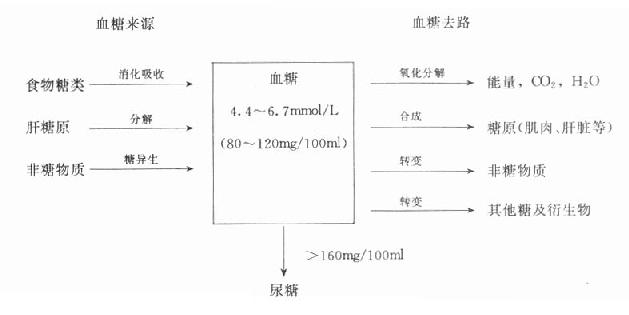 血糖来源 血糖去路
食物糖类 消化吸收 血糖 氧化分解 能量，CO₂，H₂O
肝糖原 分解 4.4～6.7mmol/L 合成 糖原(肌肉、肝脏等)
非糖物质 糖异生 (80～120mg/100ml) 转变 非糖物质
转变 其他糖及衍生物
＞160mg/100ml
尿糖